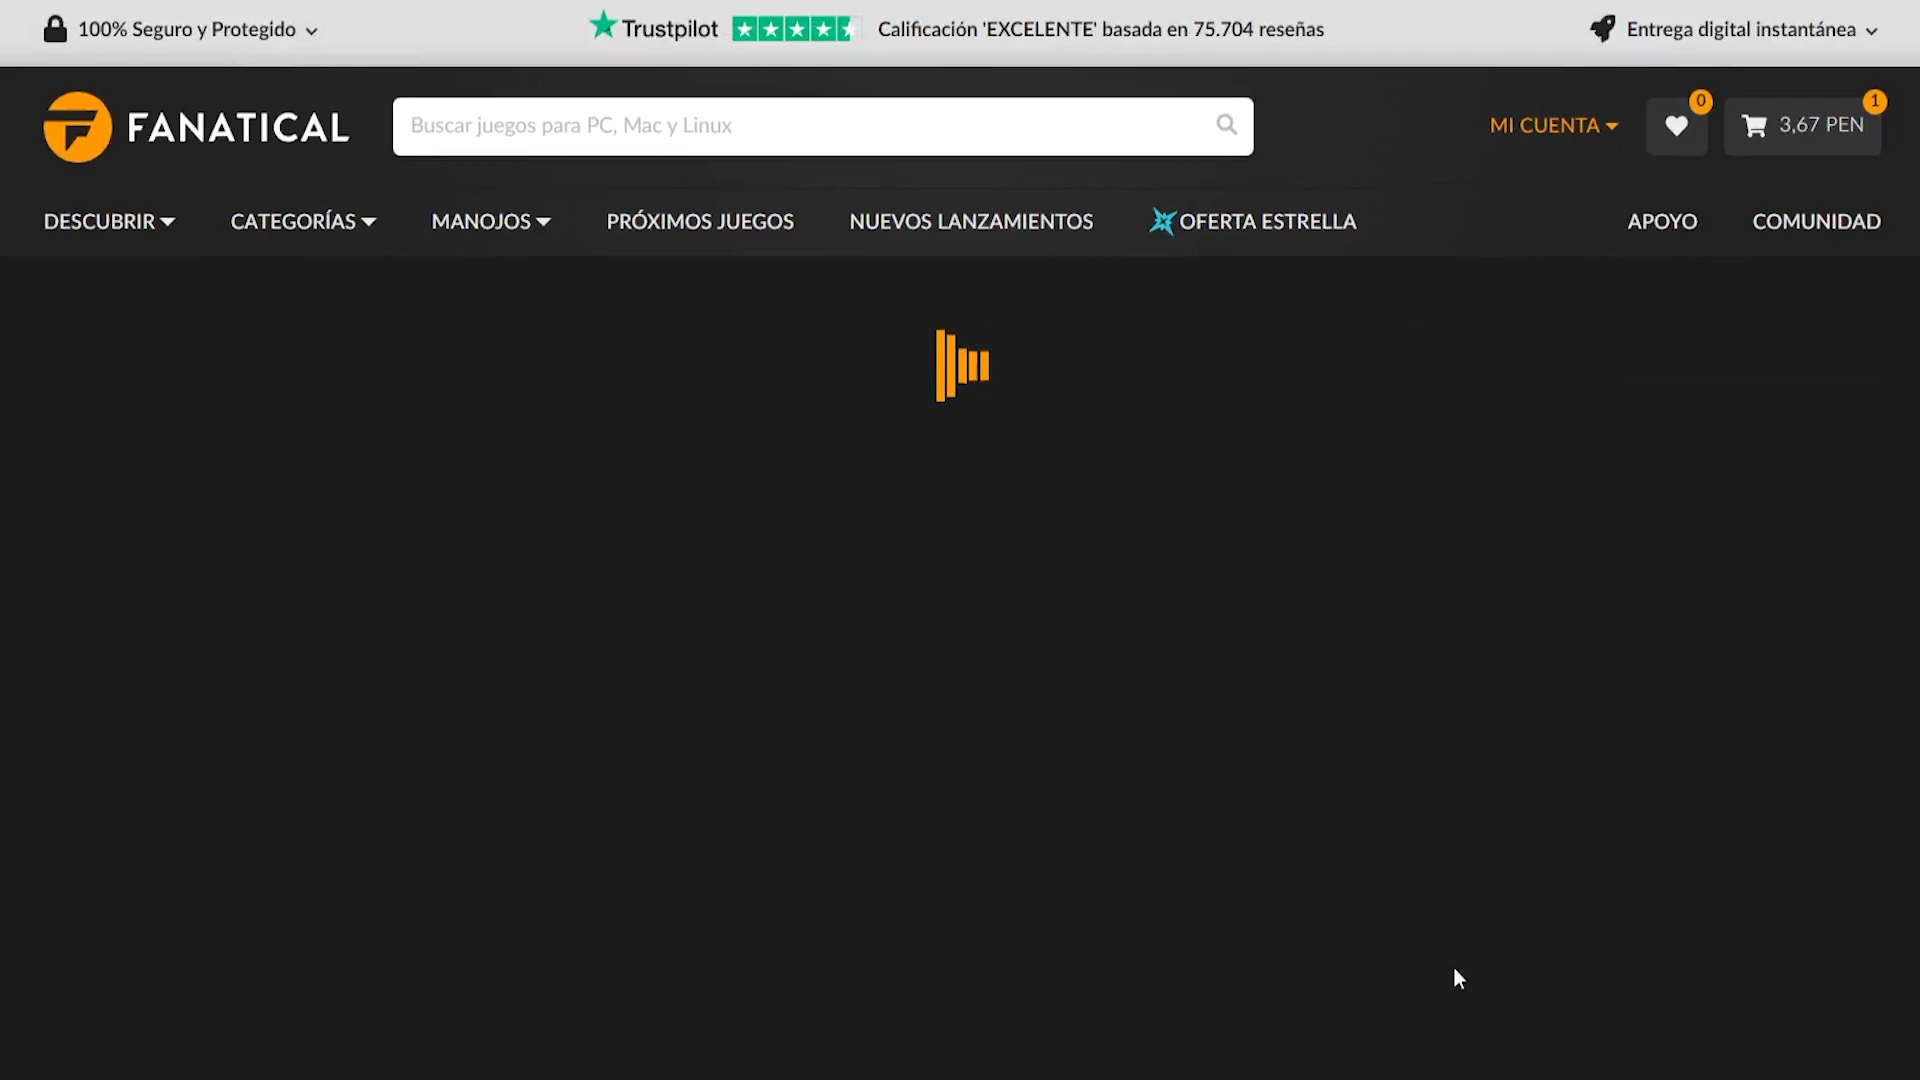 100% Seguro y Protegido
Trustpilot
Calificación 'EXCELENTE' basada en 75.704 reseñas
Entrega digital instantánea
FANATICAL
Buscar juegos para PC, Mac y Linux
MI CUENTA
0
3,67 PEN
1
DESCUBRIR
CATEGORÍAS
MANOJOS
PRÓXIMOS JUEGOS
NUEVOS LANZAMIENTOS
OFERTA ESTRELLA
APOYO
COMUNIDAD